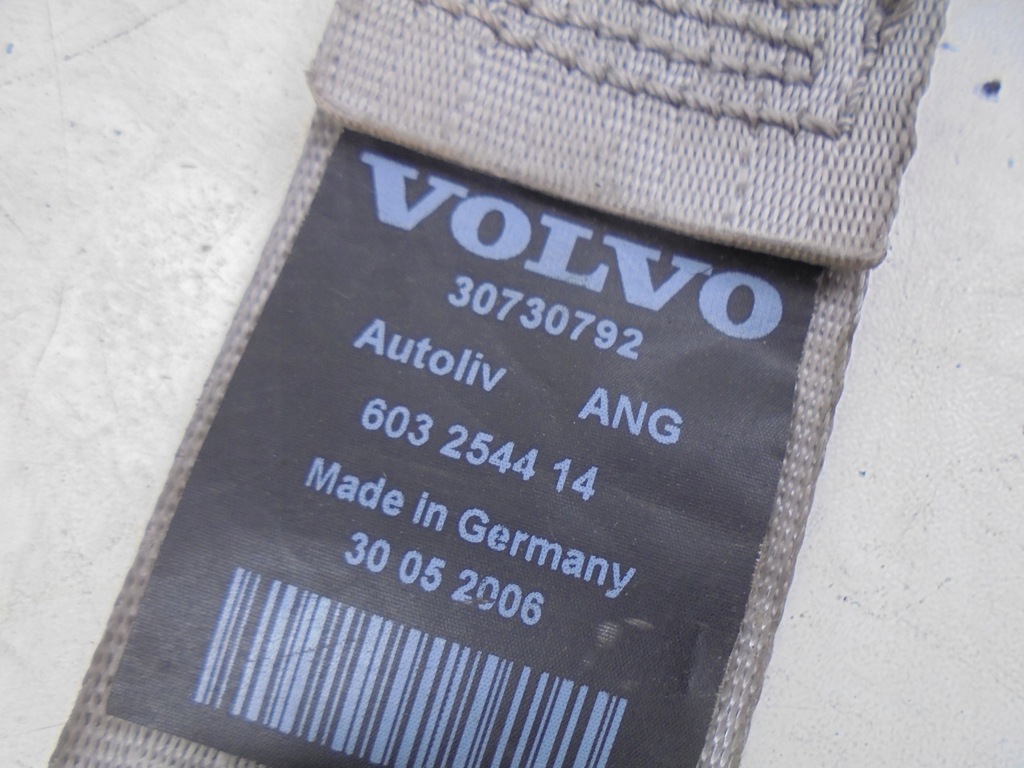 VOLVO
30730792
Autoliv ANG
603 2544 14
Made in Germany
30 05 2006